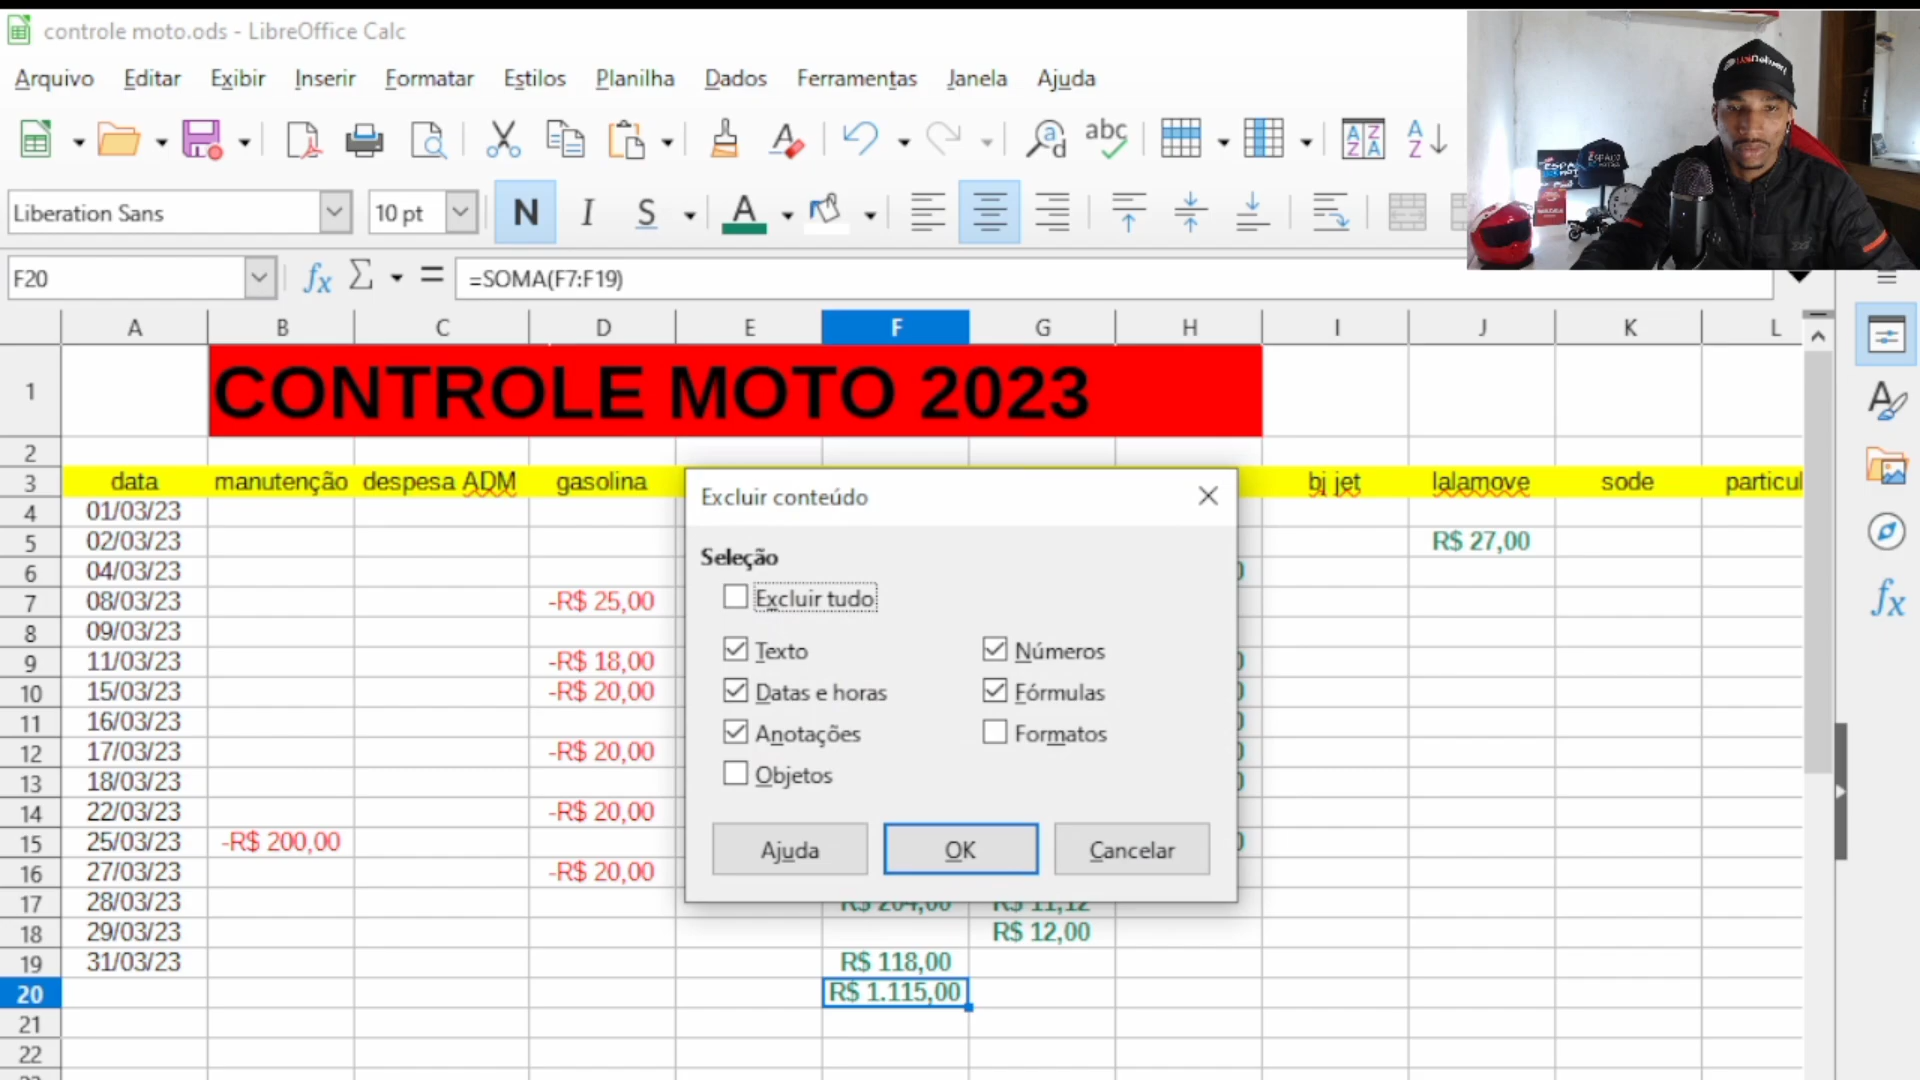 controle moto.ods - LibreOffice Calc
Arquivo Editar Exibir Inserir Formatar Estilos Planilha Dados Ferramentas Janela Ajuda
Liberation Sans 10 pt N I S A
F20 fx Σ = =SOMA(F7:F19)
A B C D E F G H I J K L
1 CONTROLE MOTO 2023
2
3 data manutenção despesa ADM gasolina bj jet lalamove sode particul
4 01/03/23
5 02/03/23 R$ 27,00
6 04/03/23
7 08/03/23 -R$ 25,00
8 09/03/23
9 11/03/23 -R$ 18,00
10 15/03/23 -R$ 20,00
11 16/03/23
12 17/03/23 -R$ 20,00
13 18/03/23
14 22/03/23 -R$ 20,00
15 25/03/23 -R$ 200,00
16 27/03/23 -R$ 20,00
17 28/03/23 R$ 204,00 R$ 11,12
18 29/03/23 R$ 12,00
19 31/03/23 R$ 118,00
20 R$ 1.115,00
21
22
Excluir conteúdo
Seleção
Excluir tudo
Texto Números
Datas e horas Fórmulas
Anotações Formatos
Objetos
Ajuda OK Cancelar